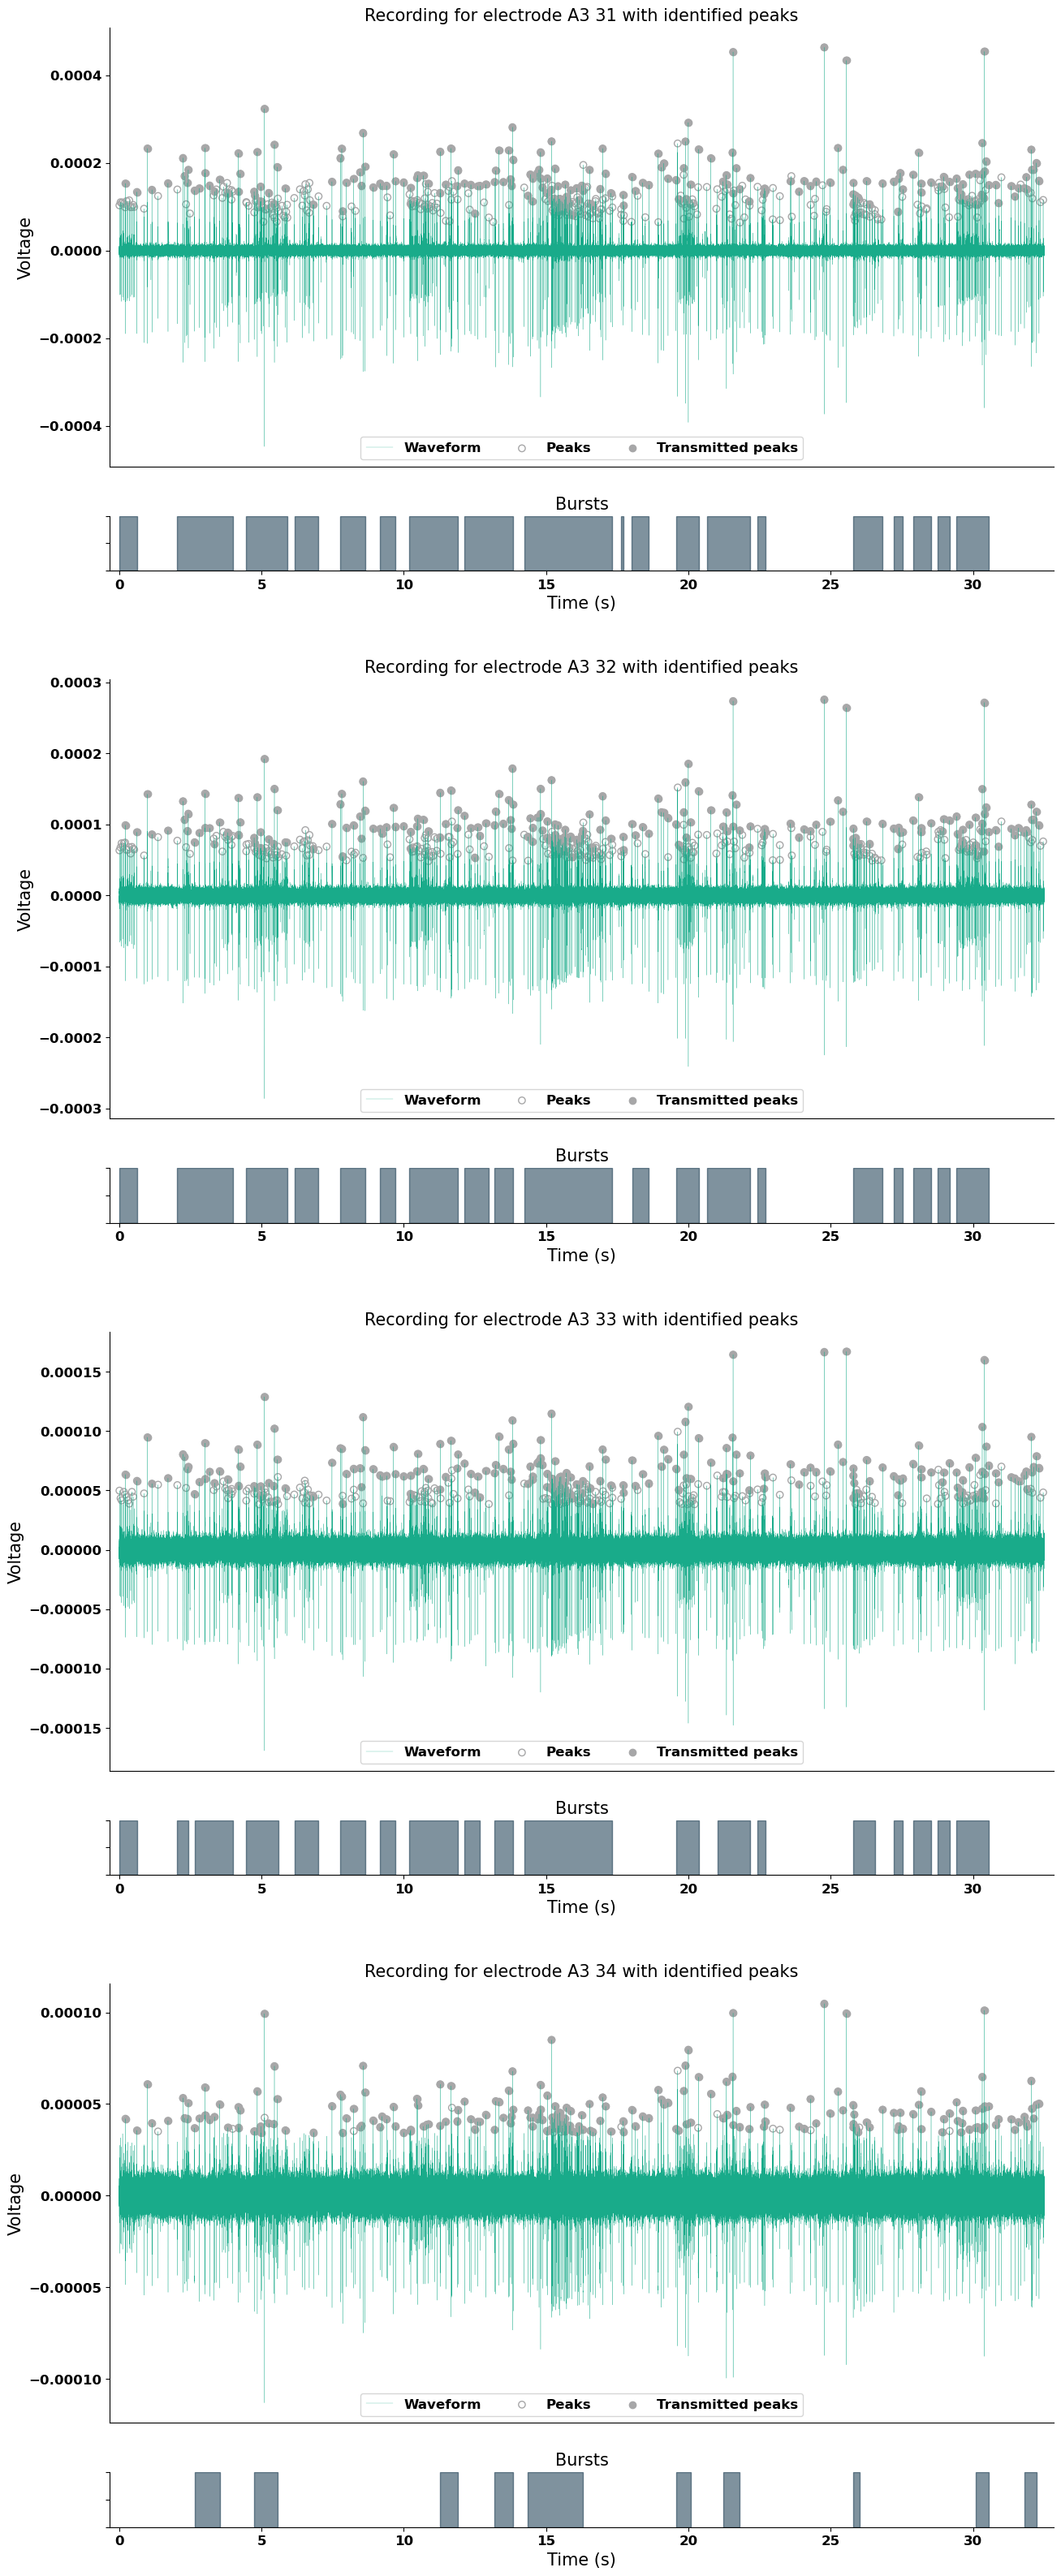 Recording for electrode A3 31 with identified peaks
0.0004
0.0002
0.0000
−0.0002
−0.0004
Voltage
Waveform Peaks Transmitted peaks
Bursts
0 5 10 15 20 25 30
Time (s)
Recording for electrode A3 32 with identified peaks
0.0003
0.0002
0.0001
0.0000
−0.0001
−0.0002
−0.0003
Voltage
Waveform Peaks Transmitted peaks
Bursts
0 5 10 15 20 25 30
Time (s)
Recording for electrode A3 33 with identified peaks
0.00015
0.00010
0.00005
0.00000
−0.00005
−0.00010
−0.00015
Voltage
Waveform Peaks Transmitted peaks
Bursts
0 5 10 15 20 25 30
Time (s)
Recording for electrode A3 34 with identified peaks
0.00010
0.00005
0.00000
−0.00005
−0.00010
Voltage
Waveform Peaks Transmitted peaks
Bursts
0 5 10 15 20 25 30
Time (s)